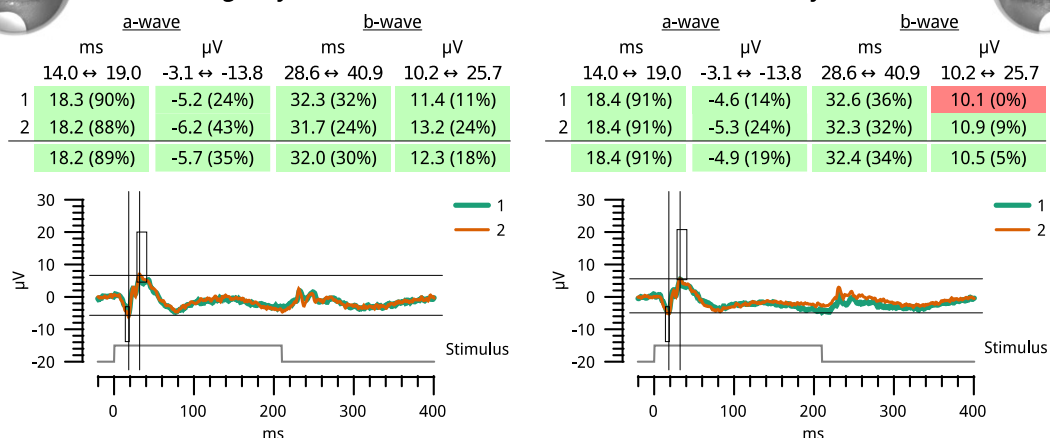 a-wave b-wave a-wave b-wave
ms µV ms µV ms µV ms µV
14.0 ↔ 19.0 -3.1 ↔ -13.8 28.6 ↔ 40.9 10.2 ↔ 25.7 14.0 ↔ 19.0 -3.1 ↔ -13.8 28.6 ↔ 40.9 10.2 ↔ 25.7
1 18.3 (90%) -5.2 (24%) 32.3 (32%) 11.4 (11%) 1 18.4 (91%) -4.6 (14%) 32.6 (36%) 10.1 (0%)
2 18.2 (88%) -6.2 (43%) 31.7 (24%) 13.2 (24%) 2 18.4 (91%) -5.3 (24%) 32.3 (32%) 10.9 (9%)
18.2 (89%) -5.7 (35%) 32.0 (30%) 12.3 (18%) 18.4 (91%) -4.9 (19%) 32.4 (34%) 10.5 (5%)
30 1 30 1
20 2 20 2
10 10
µV 0 µV 0
-10 -10
Stimulus Stimulus
-20 -20
0 100 200 300 400 0 100 200 300 400
ms ms